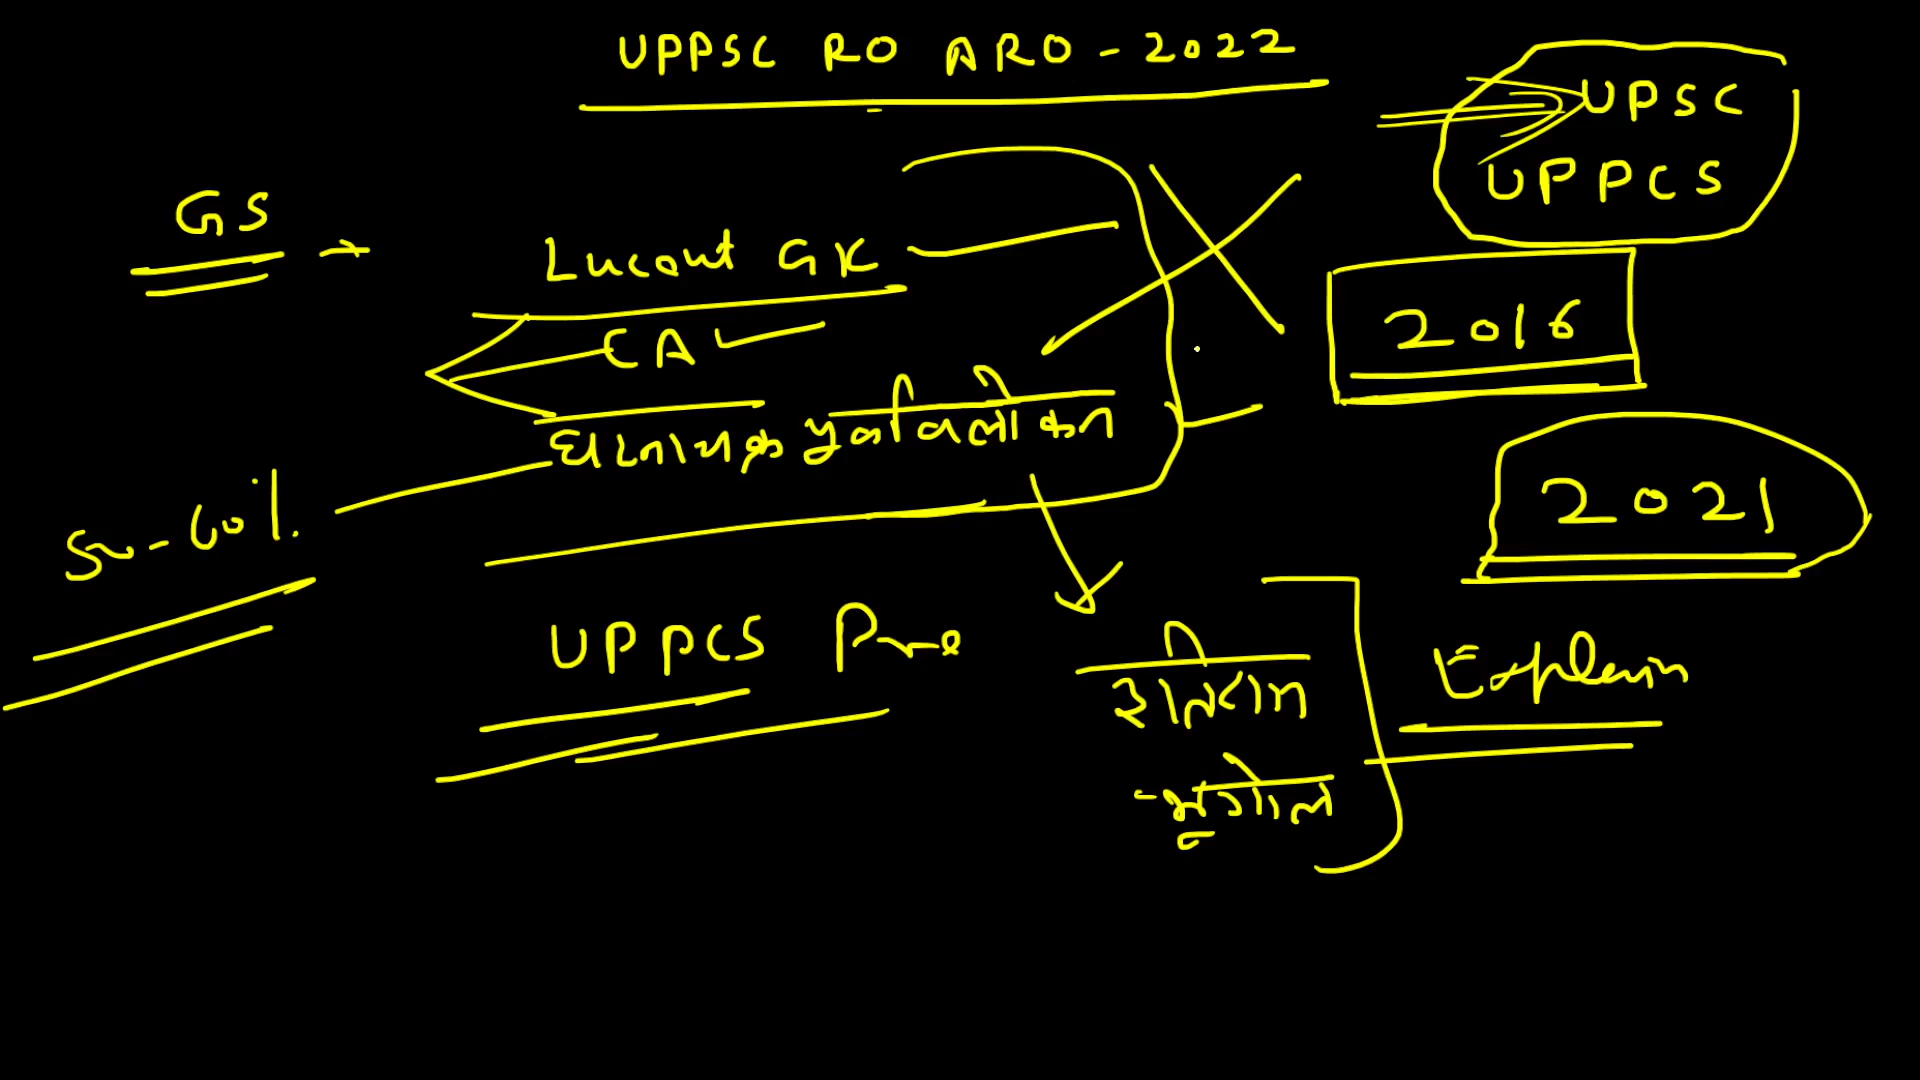 UPPSC RO ARO - 2022
UPSC
UPPCS
GS →
Lucent GK
2016
CA
घटनाचक्र पूर्वावलोकन
2021
50-60%
UPPCS Pre
इतिहास
Explain
भूगोल